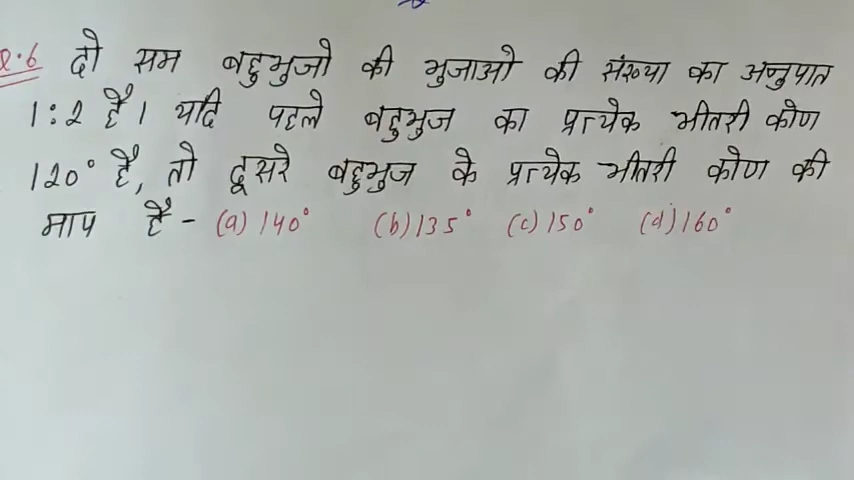 Q.6 दो सम बहुभुजो की भुजाओ की संख्या का अनुपात
1:2 है। यदि पहले बहुभुज का प्रत्येक भीतरी कोण
120° है, तो दूसरे बहुभुज के प्रत्येक भीतरी कोण की
माप है - (a) 140° (b) 135° (c) 150° (d) 160°